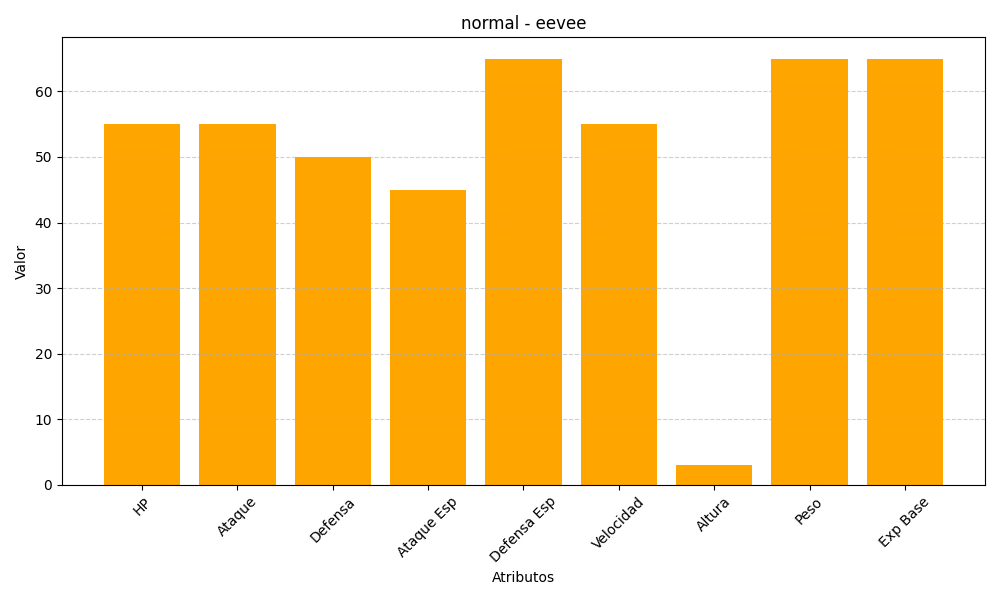 normal - eevee
Valor
60
50
40
30
20
10
0
HP
Ataque
Defensa
Ataque Esp
Defensa Esp
Velocidad
Altura
Peso
Exp Base
Atributos